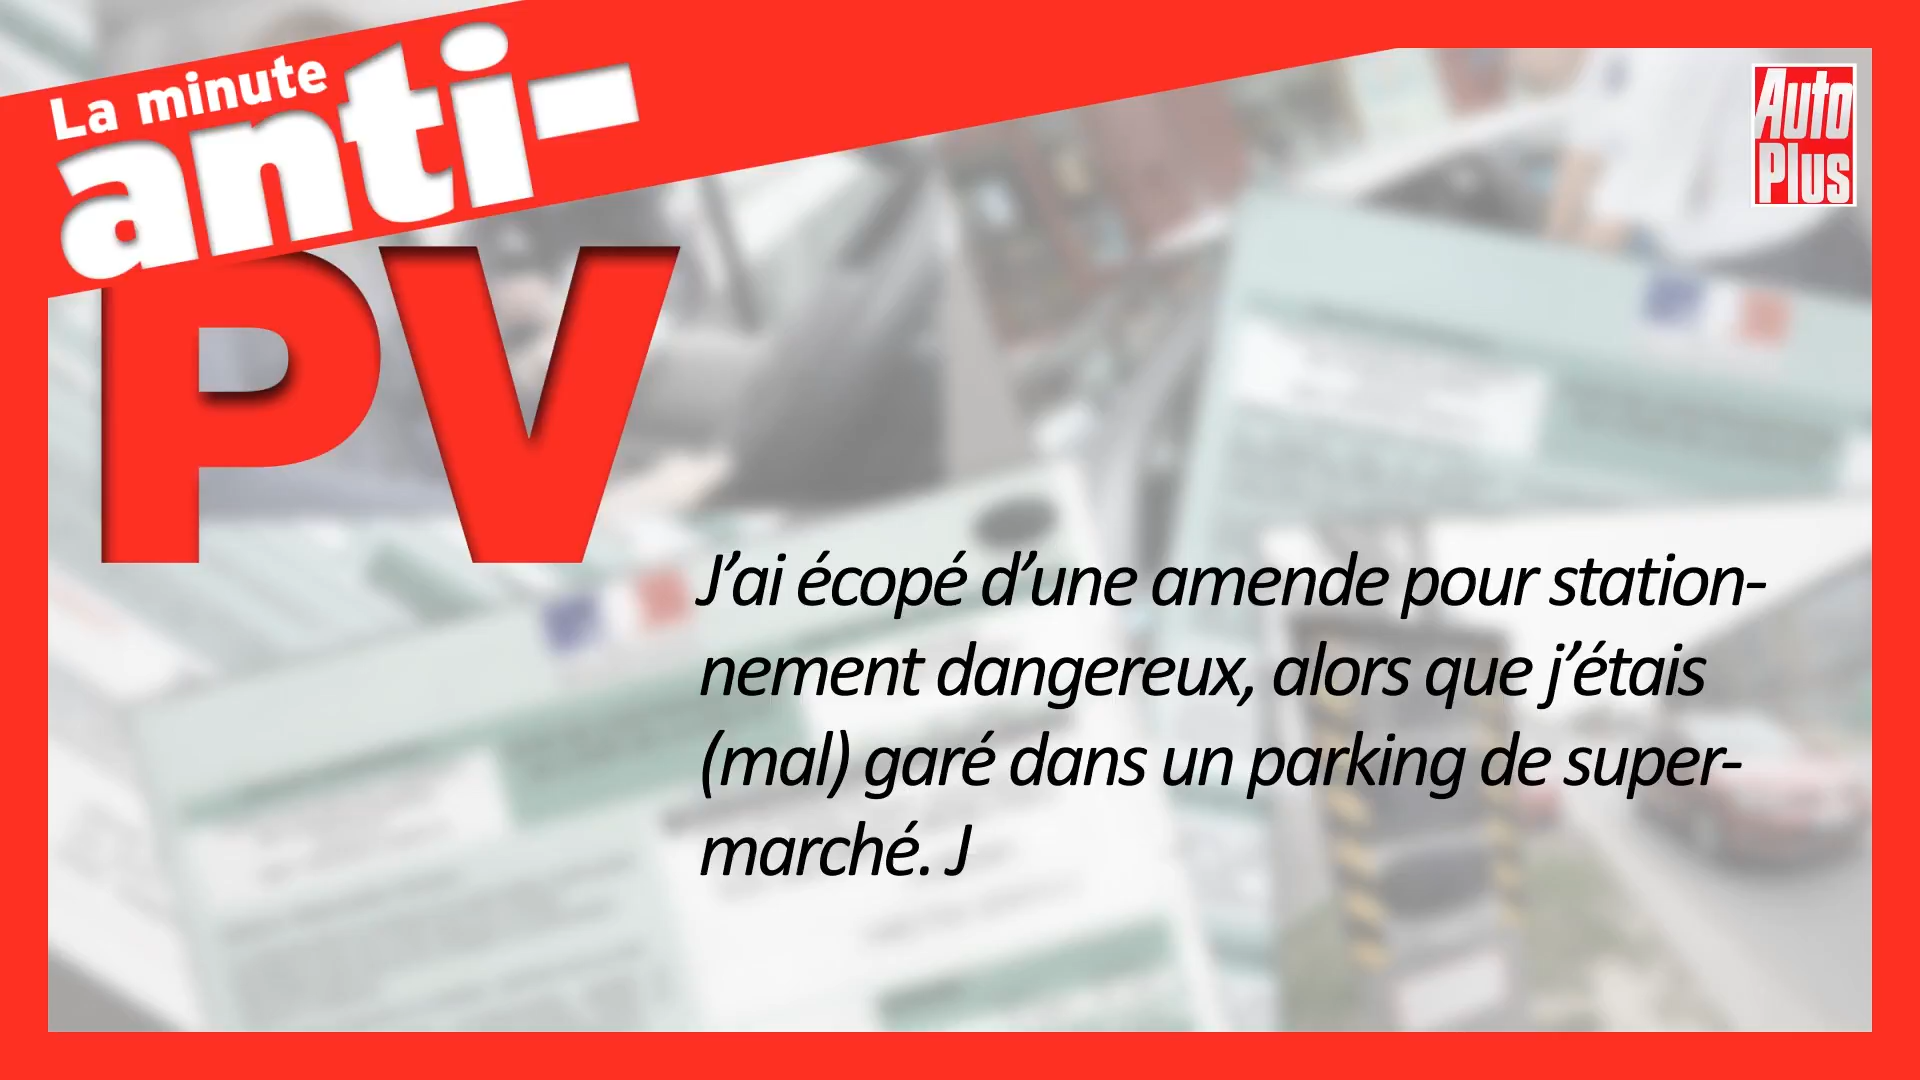 La minute
anti-
PV
Auto
Plus
J’ai écopé d’une amende pour station-
nement dangereux, alors que j’étais
(mal) garé dans un parking de super-
marché. J